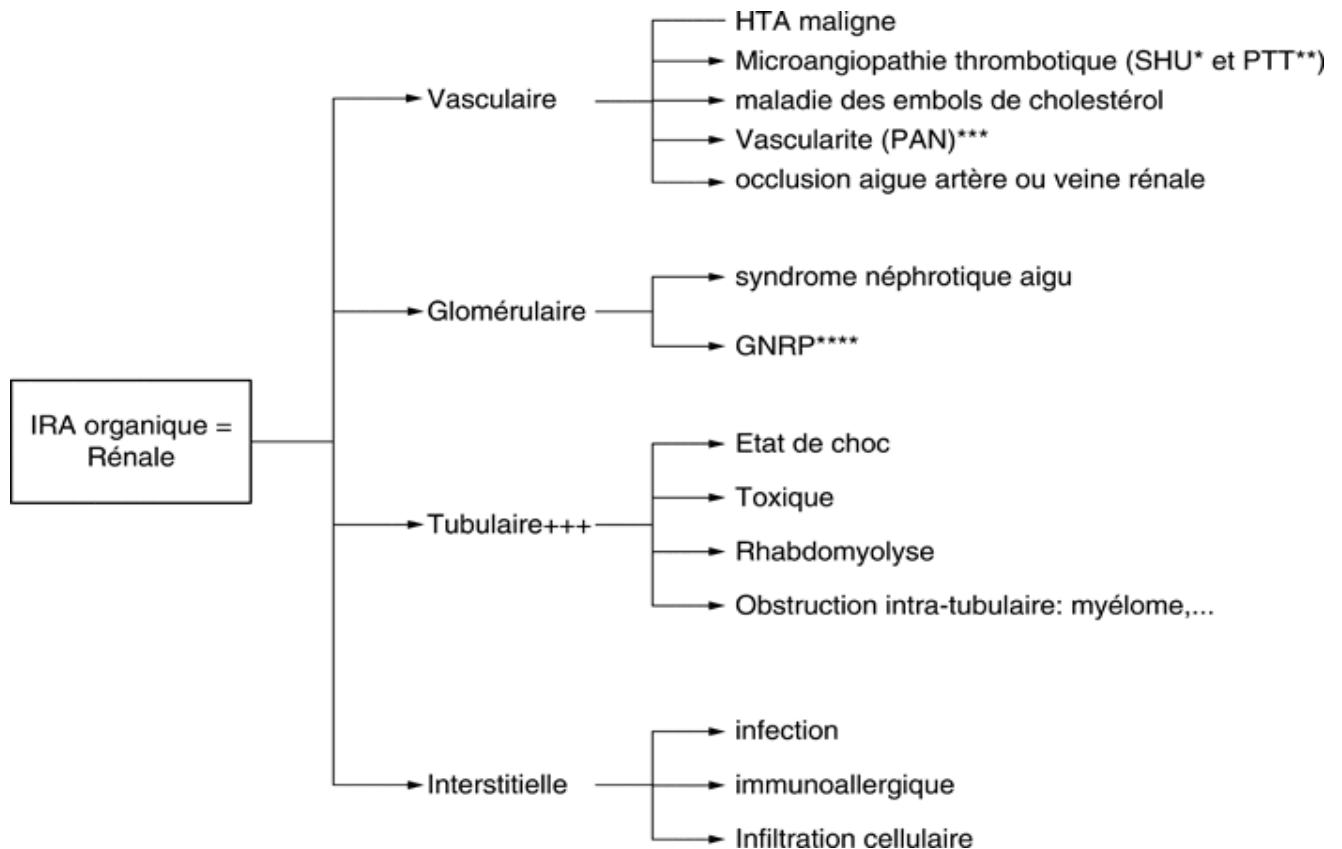 HTA maligne
Microangiopathie thrombotique (SHU* et PTT**)
Vasculaire
maladie des embols de cholestérol
Vascularite (PAN)***
occlusion aigue artère ou veine rénale
syndrome néphrotique aigu
Glomérulaire
GNRP****
IRA organique =
Rénale
Etat de choc
Toxique
Tubulaire+++
Rhabdomyolyse
Obstruction intra-tubulaire: myélome,...
infection
Interstitielle
immunoallergique
Infiltration cellulaire